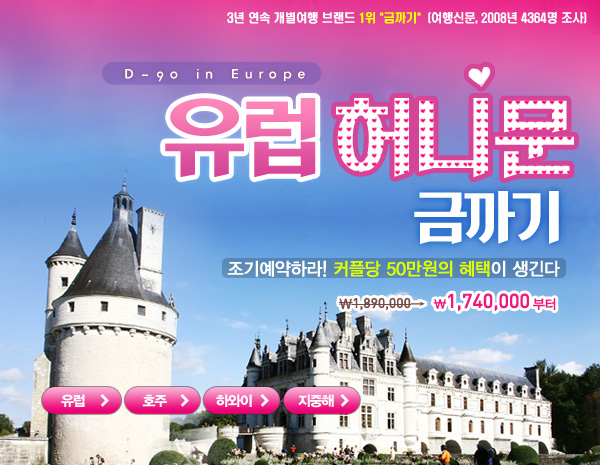 3년 연속 개별여행 브랜드 1위 "금까기" (여행신문, 2008년 4364명 조사)
D-90 in Europe
유럽 허니문
금까기
조기예약하라! 커플당 50만원의 혜택이 생긴다
₩1,890,000→ ₩1,740,000 부터
유럽 호주 하와이 지중해